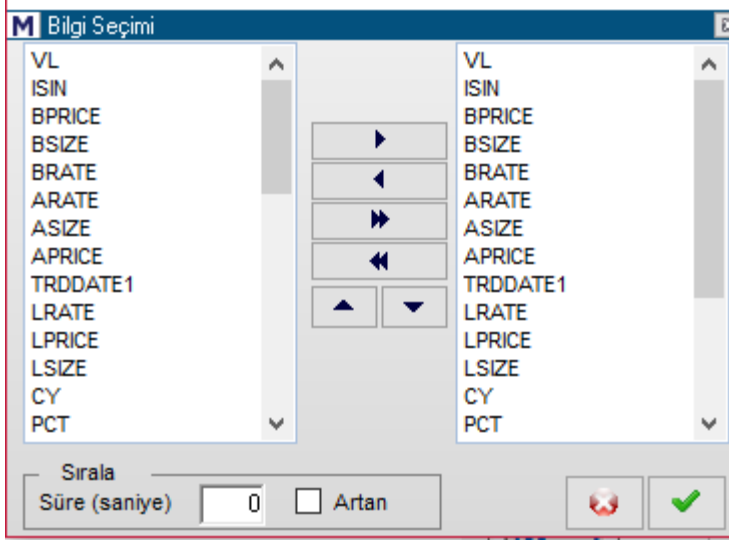 M Bilgi Seçimi
VL
ISIN
BPRICE
BSIZE
BRATE
ARATE
ASIZE
APRICE
TRDDATE1
LRATE
LPRICE
LSIZE
CY
PCT
VL
ISIN
BPRICE
BSIZE
BRATE
ARATE
ASIZE
APRICE
TRDDATE1
LRATE
LPRICE
LSIZE
CY
PCT
Sırala
Süre (saniye) 0 Artan